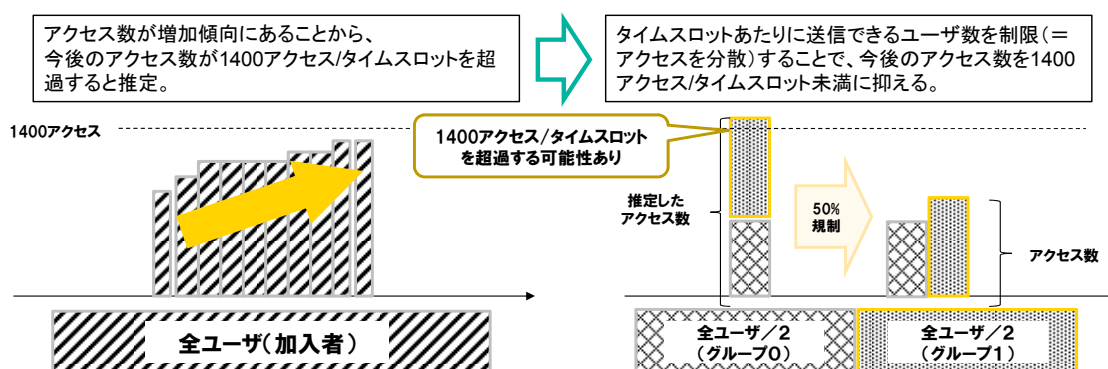 アクセス数が増加傾向にあることから、
今後のアクセス数が1400アクセス/タイムスロットを超
過すると推定。
タイムスロットあたりに送信できるユーザ数を制限（＝
アクセスを分散）することで、今後のアクセス数を1400
アクセス/タイムスロット未満に抑える。
1400アクセス
1400アクセス/タイムスロット
を超過する可能性あり
推定した
アクセス数
50%
規制
アクセス数
全ユーザ（加入者）
全ユーザ／2
（グループ0）
全ユーザ／2
（グループ1）